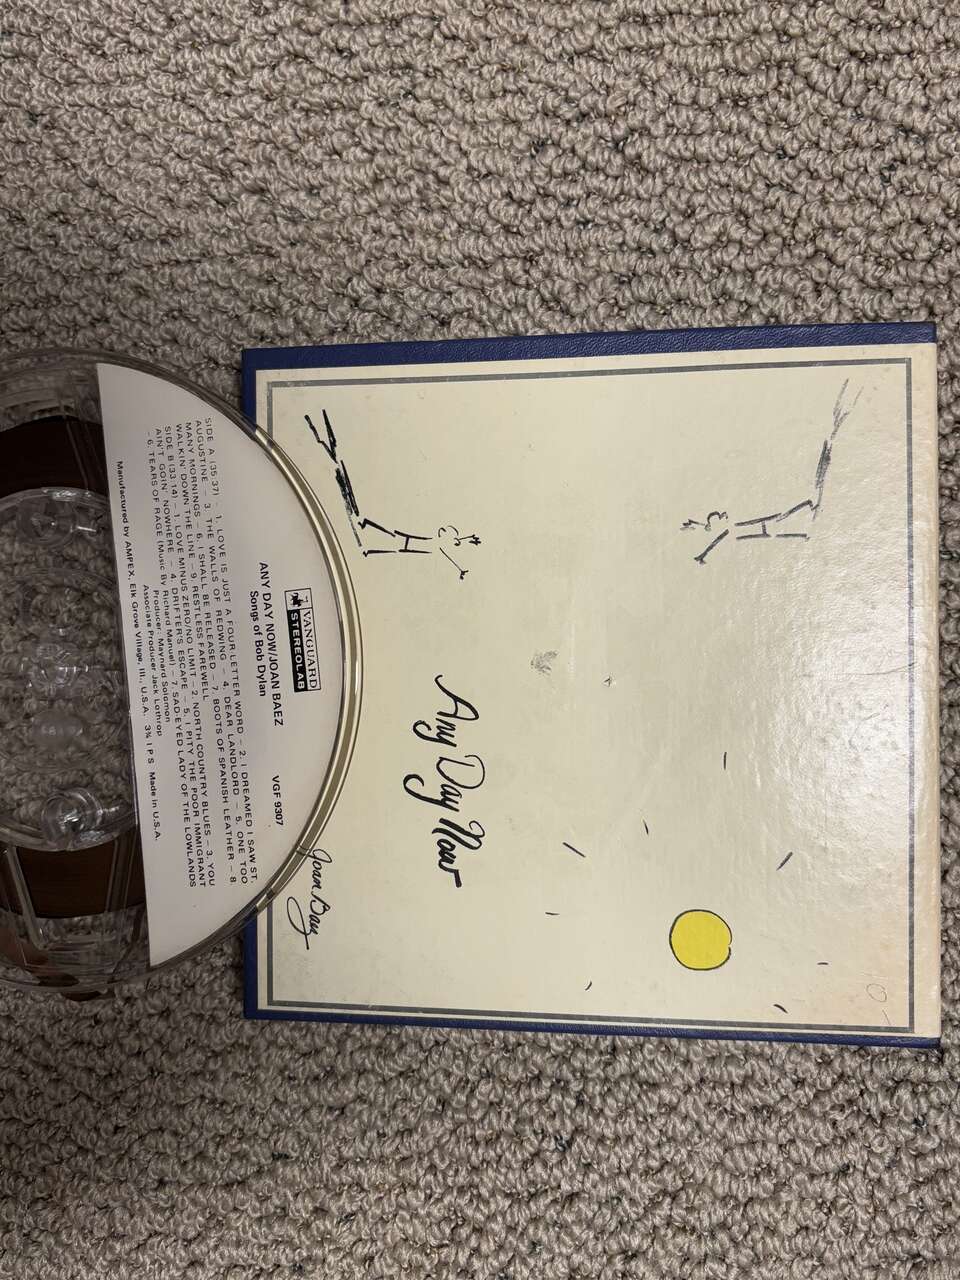 VANGUARD
STEREOLAB
ANY DAY NOW/JOAN BAEZ
Songs of Bob Dylan
VGF 9307
SIDE A (35:37) – 1. LOVE IS JUST A FOUR-LETTER WORD – 2. I DREAMED I SAW ST.
AUGUSTINE – 3. THE WALLS OF REDWING – 4. DEAR LANDLORD – 5. ONE TOO
MANY MORNINGS – 6. I SHALL BE RELEASED – 7. BOOTS OF SPANISH LEATHER – 8.
WALKIN' DOWN THE LINE – 9. RESTLESS FAREWELL
SIDE B (33:14) – 1. LOVE MINUS ZERO/NO LIMIT – 2. NORTH COUNTRY BLUES – 3. YOU
AIN'T GOIN' NOWHERE – 4. DRIFTER'S ESCAPE – 5. I PITY THE POOR IMMIGRANT
– 6. TEARS OF RAGE (Music By Richard Manuel) – 7. SAD-EYED LADY OF THE LOWLANDS
Producer: Maynard Solomon
Associate Producer Jack Lothrop
Manufactured by AMPEX, Elk Grove Village, Ill., U.S.A. 3¾ I P S Made in U.S.A.
Any Day Now
Joan Baez